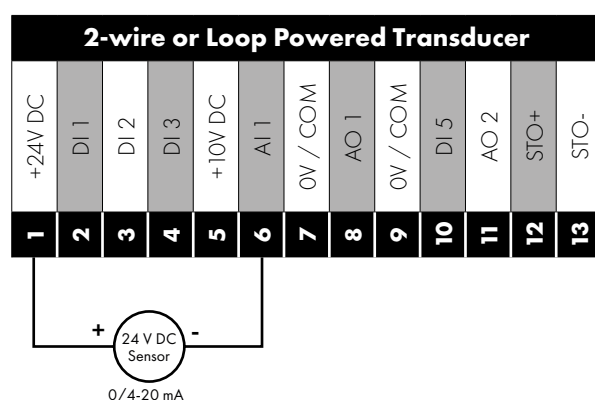 2-wire or Loop Powered Transducer
+24V DC
DI 1
DI 2
DI 3
+10V DC
AI 1
0V / COM
AO 1
0V / COM
DI 5
AO 2
STO+
STO-
1 2 3 4 5 6 7 8 9 10 11 12 13
+ -
24 V DC
Sensor
0/4-20 mA